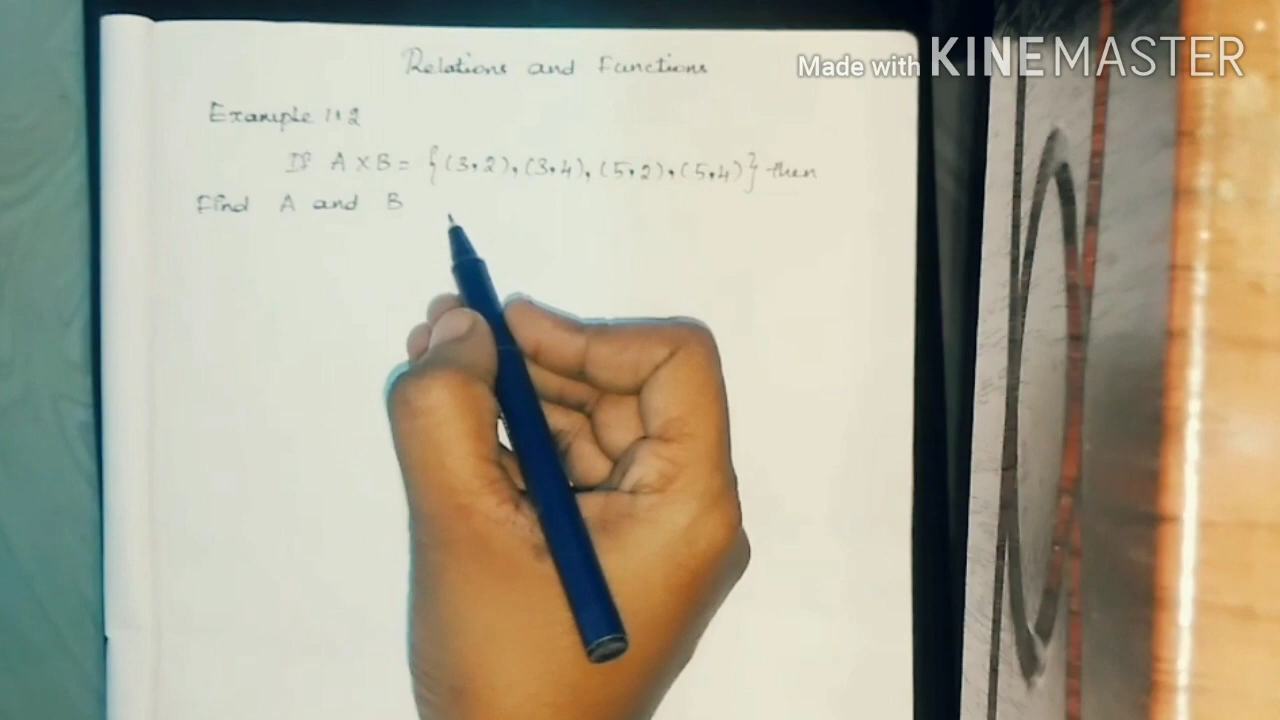 Relations and Functions
Made with KINEMASTER
Example 1.2
If A × B = {(3,2), (3,4), (5,2), (5,4)} then
Find A and B